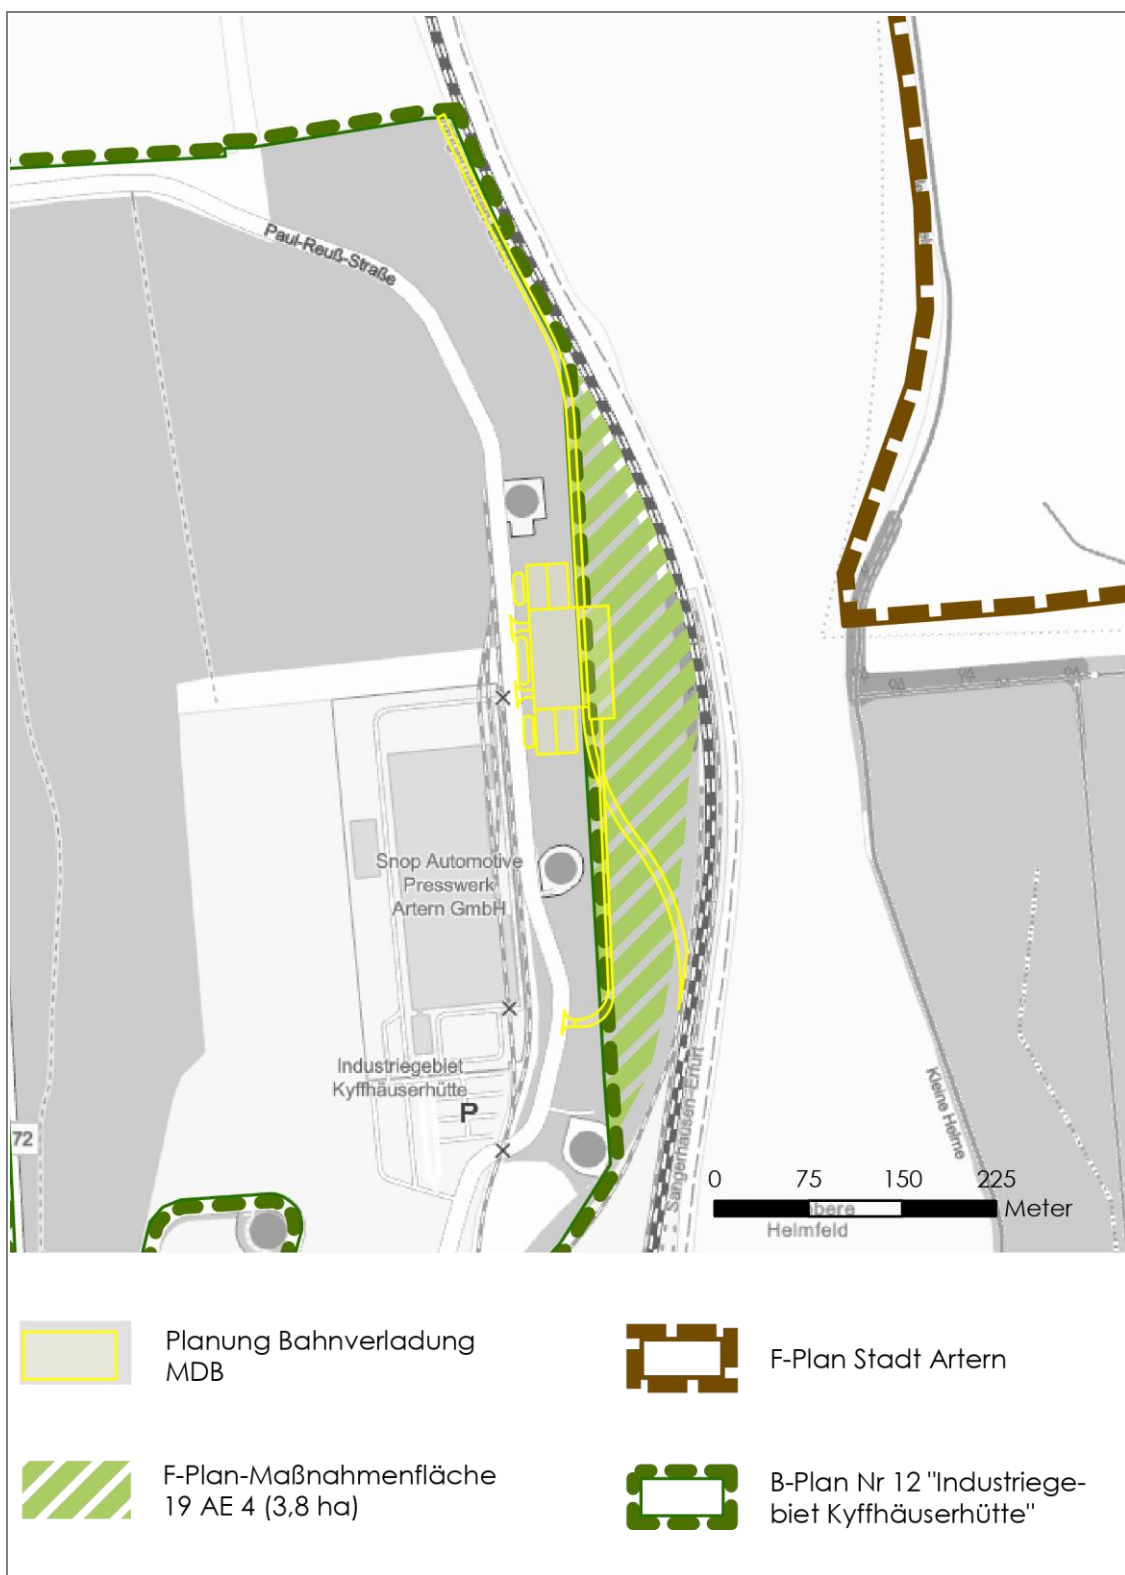 Paul-Reuß-Straße
Snop Automotive
Presswerk
Artern GmbH
Industriegebiet
Kyffhäuserhütte
P
72
Sangerhausen-Erfurt
Kleine Helme
0 75 150 225
Meter
obere
Helmfeld
Planung Bahnverladung
MDB
F-Plan Stadt Artern
F-Plan-Maßnahmenfläche
19 AE 4 (3,8 ha)
B-Plan Nr 12 "Industriege-
biet Kyffhäuserhütte"